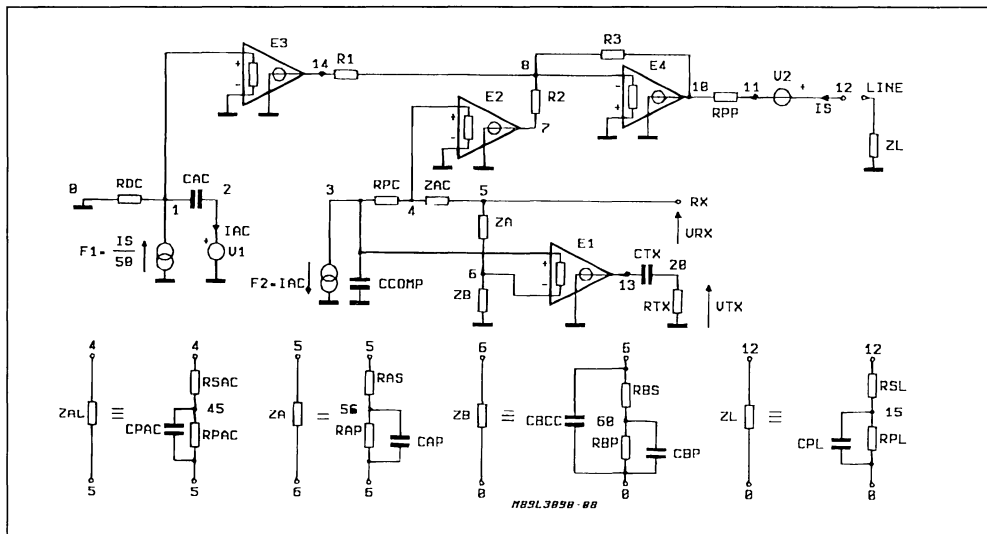 E3
R3
14
R1
8
E4
10
V2
12
LINE
E2
R2
11
RPP
IS
7
ZL
0
RDC
CAC
2
3
RPC
ZAC
5
RX
1
4
IAC
ZA
VRX
F1=
IS
50
V1
E1
CTX
20
F2=IAC
CCOMP
6
13
ZB
RTX
VTX
4
4
5
5
6
6
12
12
RSAC
RAS
RBS
RSL
ZAL
≡
CPAC
45
RPAC
ZA
=
56
RAP
CAP
ZB
≡
CBCC
60
RBP
CBP
ZL
≡
CPL
15
RPL
5
5
6
6
0
0
0
0
M89L3090-08